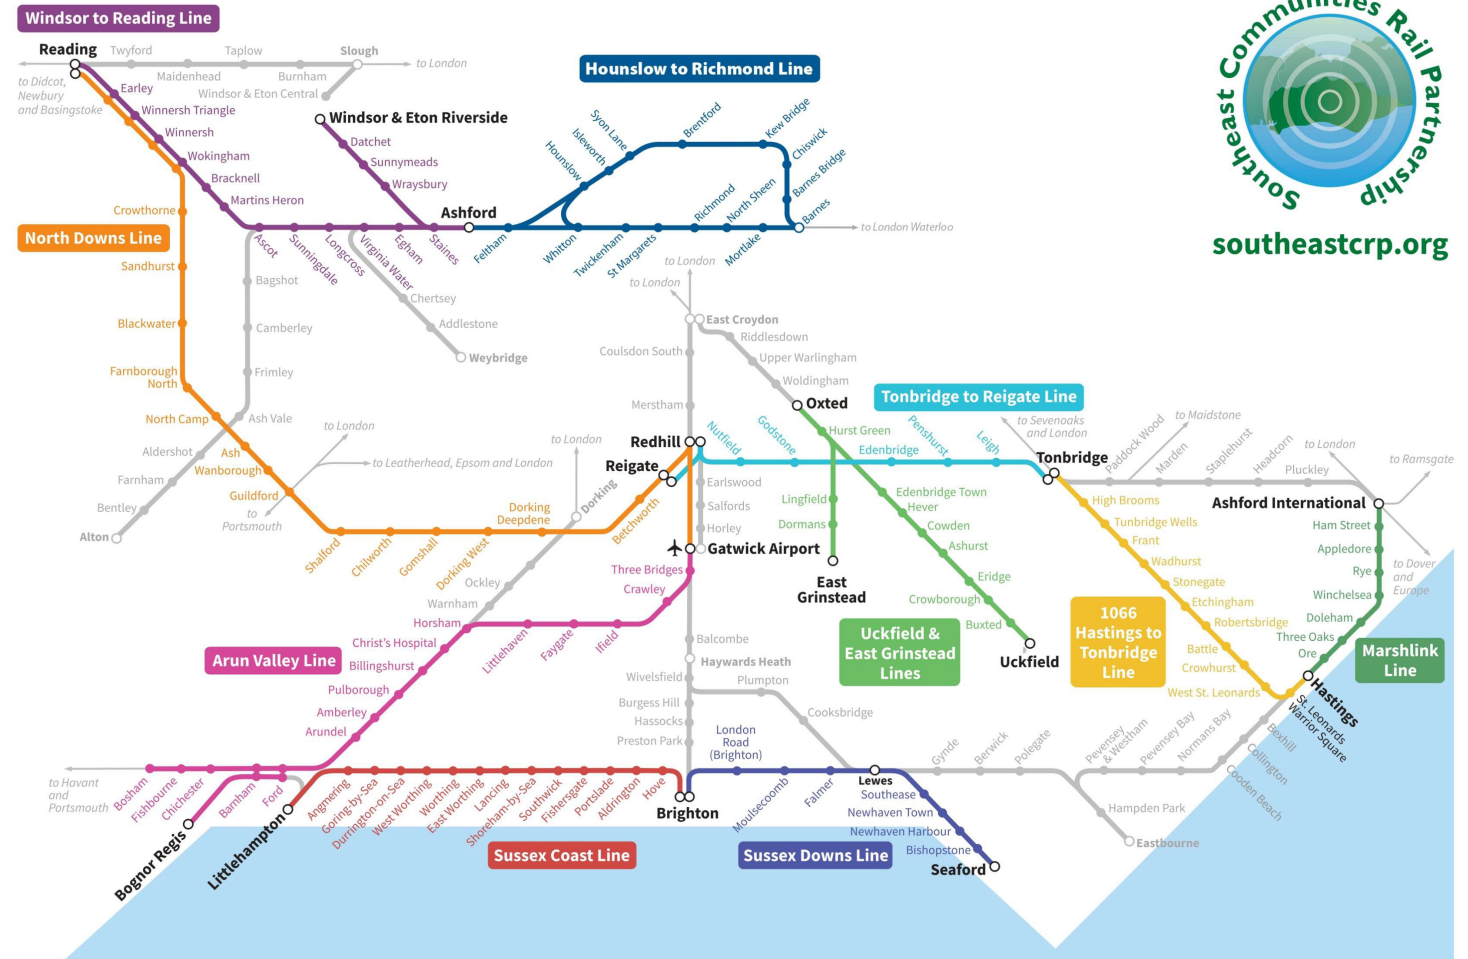 Windsor to Reading Line
Reading
Twyford
Taplow
Slough
to London
Maidenhead
Burnham
Windsor & Eton Central
to Didcot,
Newbury
and Basingstoke
Earley
Winnersh Triangle
Winnersh
Wokingham
Bracknell
Martins Heron
Windsor & Eton Riverside
Datchet
Sunnymeads
Wraysbury
Ashford
Hounslow to Richmond Line
Hounslow
Isleworth
Syon Lane
Brentford
Kew Bridge
Chiswick
Barnes Bridge
Barnes
Richmond
North Sheen
to London Waterloo
Feltham
Whitton
Twickenham
St Margarets
Mortlake
Southeast Communities Rail Partnership
southeastcrp.org
North Downs Line
Crowthorne
Sandhurst
Blackwater
Farnborough
North
North Camp
Ash
Wanborough
Guildford
to
Portsmouth
to London
to Leatherhead, Epsom and London
Ascot
Sunningdale
Longcross
Virginia Water
Egham
Staines
Bagshot
Camberley
Frimley
Ash Vale
Aldershot
Farnham
Bentley
Alton
Chertsey
Addlestone
Weybridge
Shalford
Chilworth
Gomshall
Dorking West
Dorking
Deepdene
Betchworth
to London
Dorking
Ockley
Warnham
Horsham
to London
to London
East Croydon
Riddlesdown
Upper Warlingham
Woldingham
Oxted
Coulsdon South
Merstham
Redhill
Reigate
Earlswood
Salfords
Horley
Gatwick Airport
Three Bridges
Crawley
Ifield
Faygate
Littlehaven
Tonbridge to Reigate Line
Nutfield
Godstone
Edenbridge
Penshurst
Leigh
Tonbridge
to Sevenoaks
and London
Hurst Green
Lingfield
Dormans
East
Grinstead
Edenbridge Town
Hever
Cowden
Ashurst
Eridge
Crowborough
Buxted
Uckfield
Uckfield &
East Grinstead
Lines
Paddock Wood
to Maidstone
Marden
Staplehurst
Headcorn
Pluckley
to London
to Ramsgate
Ashford International
High Brooms
Tunbridge Wells
Frant
Wadhurst
Stonegate
Etchingham
Robertsbridge
Battle
Crowhurst
West St. Leonards
1066
Hastings to
Tonbridge
Line
Ham Street
Appledore
Rye
Winchelsea
Doleham
Three Oaks
Ore
to Dover
and
Europe
Marshlink
Line
Hastings
St. Leonards
Warrior Square
Bexhill
Collington
Cooden Beach
Normans Bay
Pevensey Bay
Pevensey
& Westham
Hampden Park
Eastbourne
Polegate
Berwick
Gynde
Arun Valley Line
Christ's Hospital
Billingshurst
Pulborough
Amberley
Arundel
to Havant
and
Portsmouth
Bosham
Fishbourne
Chichester
Barnham
Ford
Bognor Regis
Littlehampton
Balcombe
Haywards Heath
Wivelsfield
Plumpton
Burgess Hill
Cooksbridge
Hassocks
Preston Park
Angmering
Goring-by-Sea
Durrington-on-Sea
West Worthing
Worthing
East Worthing
Lancing
Shoreham-by-Sea
Southwick
Fishersgate
Portslade
Aldrington
Hove
Brighton
Sussex Coast Line
London
Road
(Brighton)
Moulsecoomb
Falmer
Lewes
Southease
Newhaven Town
Newhaven Harbour
Bishopstone
Seaford
Sussex Downs Line